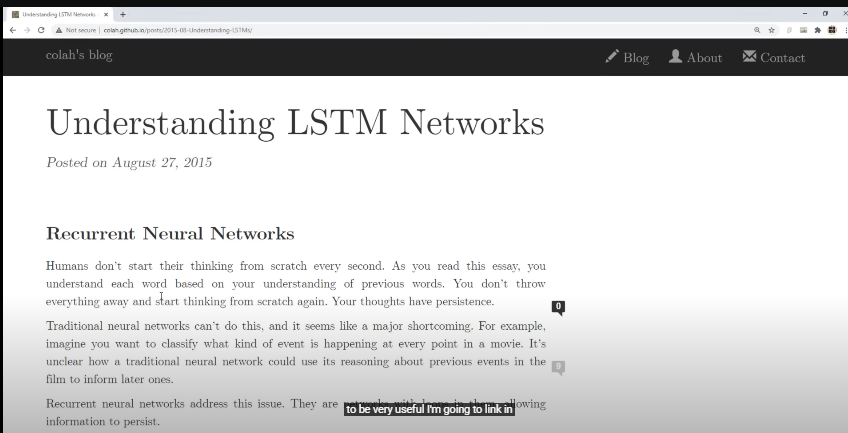 Understanding LSTM Networks
Not secure | colah.github.io/posts/2015-08-Understanding-LSTMs/
colah's blog
Blog
About
Contact
Understanding LSTM Networks
Posted on August 27, 2015
Recurrent Neural Networks
Humans don't start their thinking from scratch every second. As you read this essay, you
understand each word based on your understanding of previous words. You don't throw
everything away and start thinking from scratch again. Your thoughts have persistence.
0
Traditional neural networks can't do this, and it seems like a major shortcoming. For example,
imagine you want to classify what kind of event is happening at every point in a movie. It's
unclear how a traditional neural network could use its reasoning about previous events in the
0
film to inform later ones.
Recurrent neural networks address this issue. They are networks with loops in them, allowing
to be very useful I'm going to link in
information to persist.